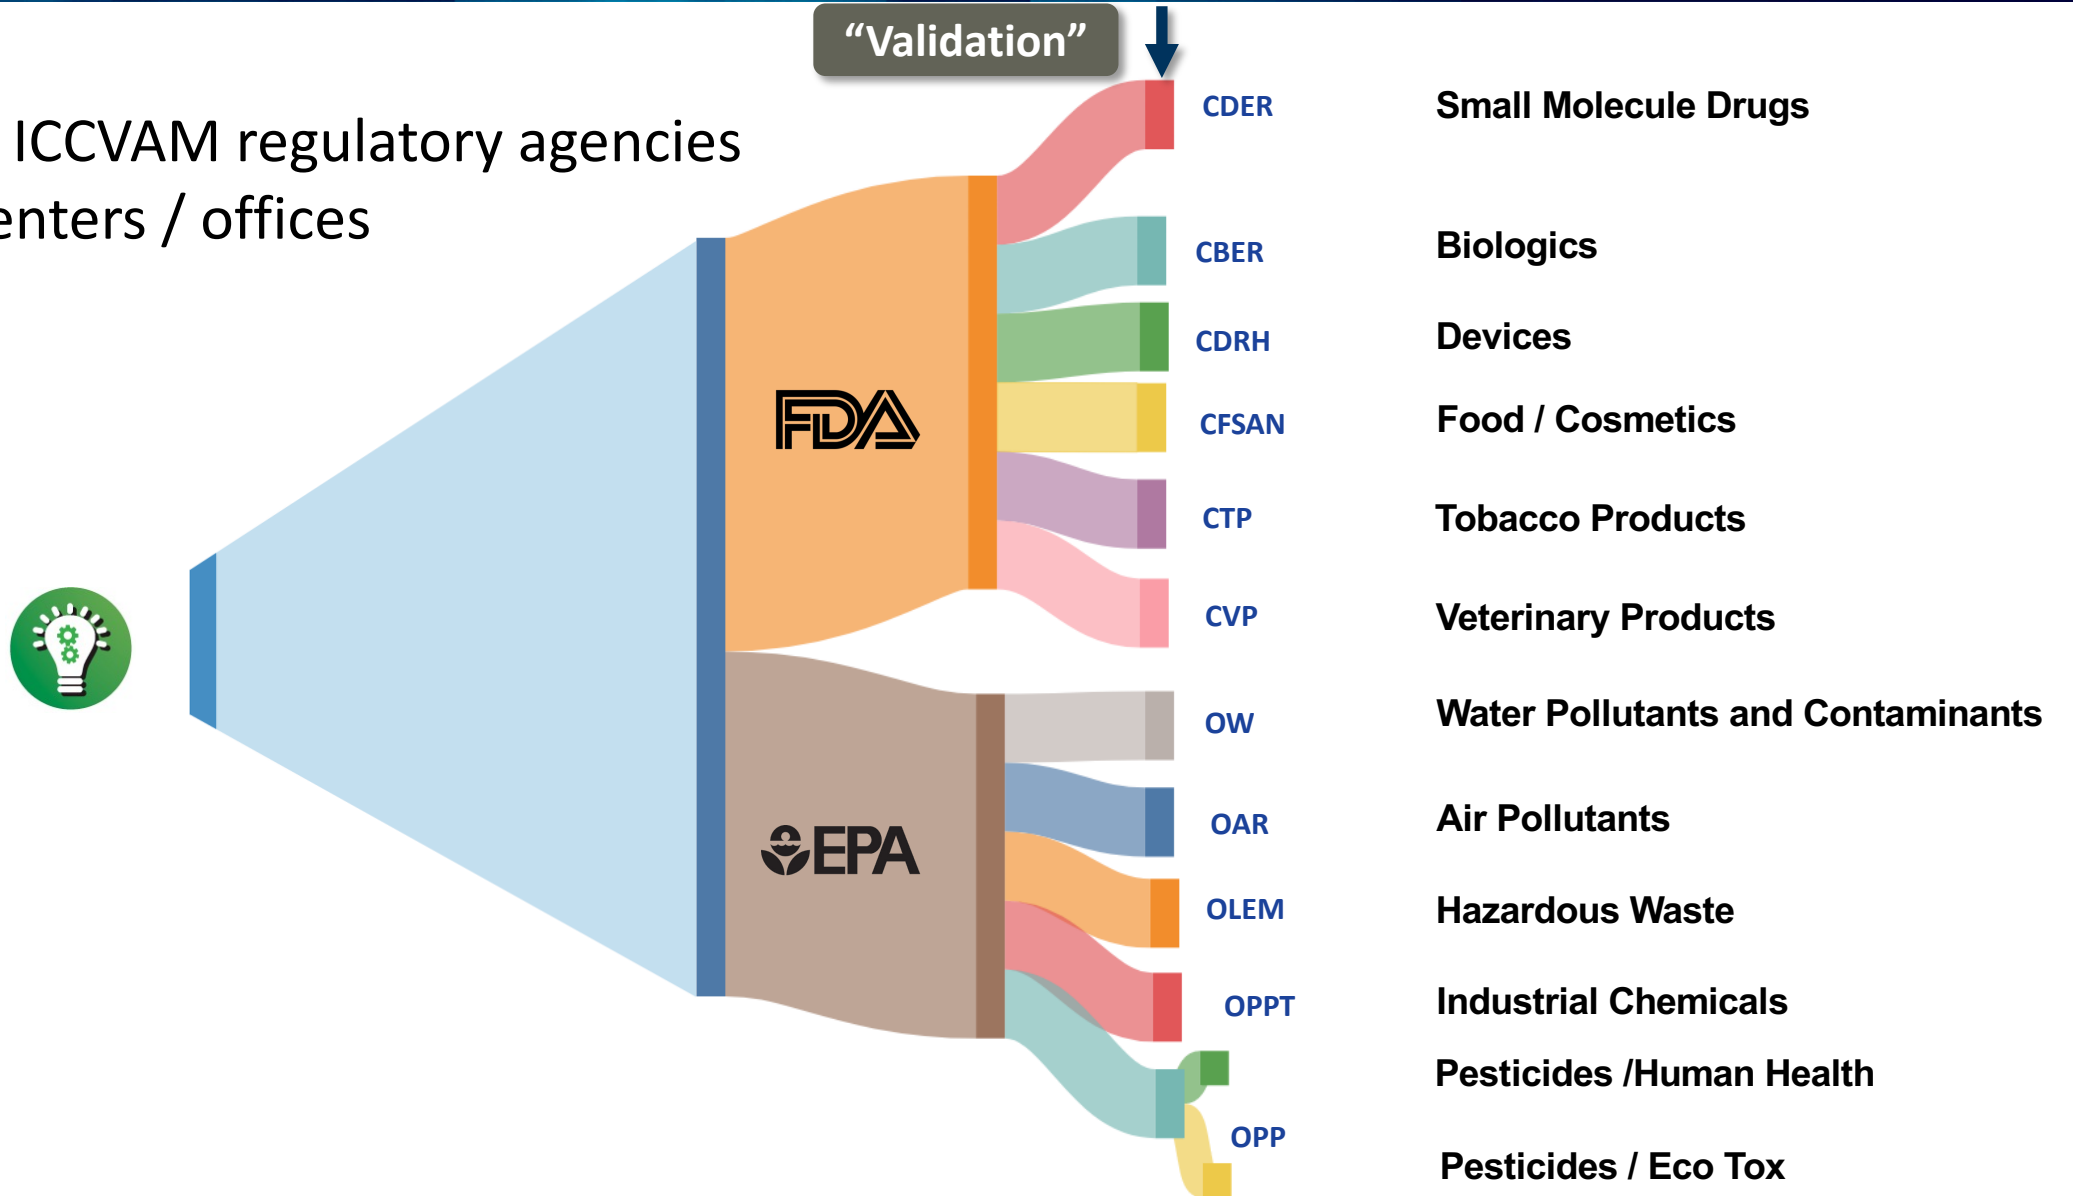 “Validation”
ICCVAM regulatory agencies
enters / offices
CDER Small Molecule Drugs
CBER Biologics
CDRH Devices
FDA
CFSAN Food / Cosmetics
CTP Tobacco Products
CVP Veterinary Products
OW Water Pollutants and Contaminants
OAR Air Pollutants
EPA
OLEM Hazardous Waste
OPPT Industrial Chemicals
Pesticides /Human Health
OPP
Pesticides / Eco Tox